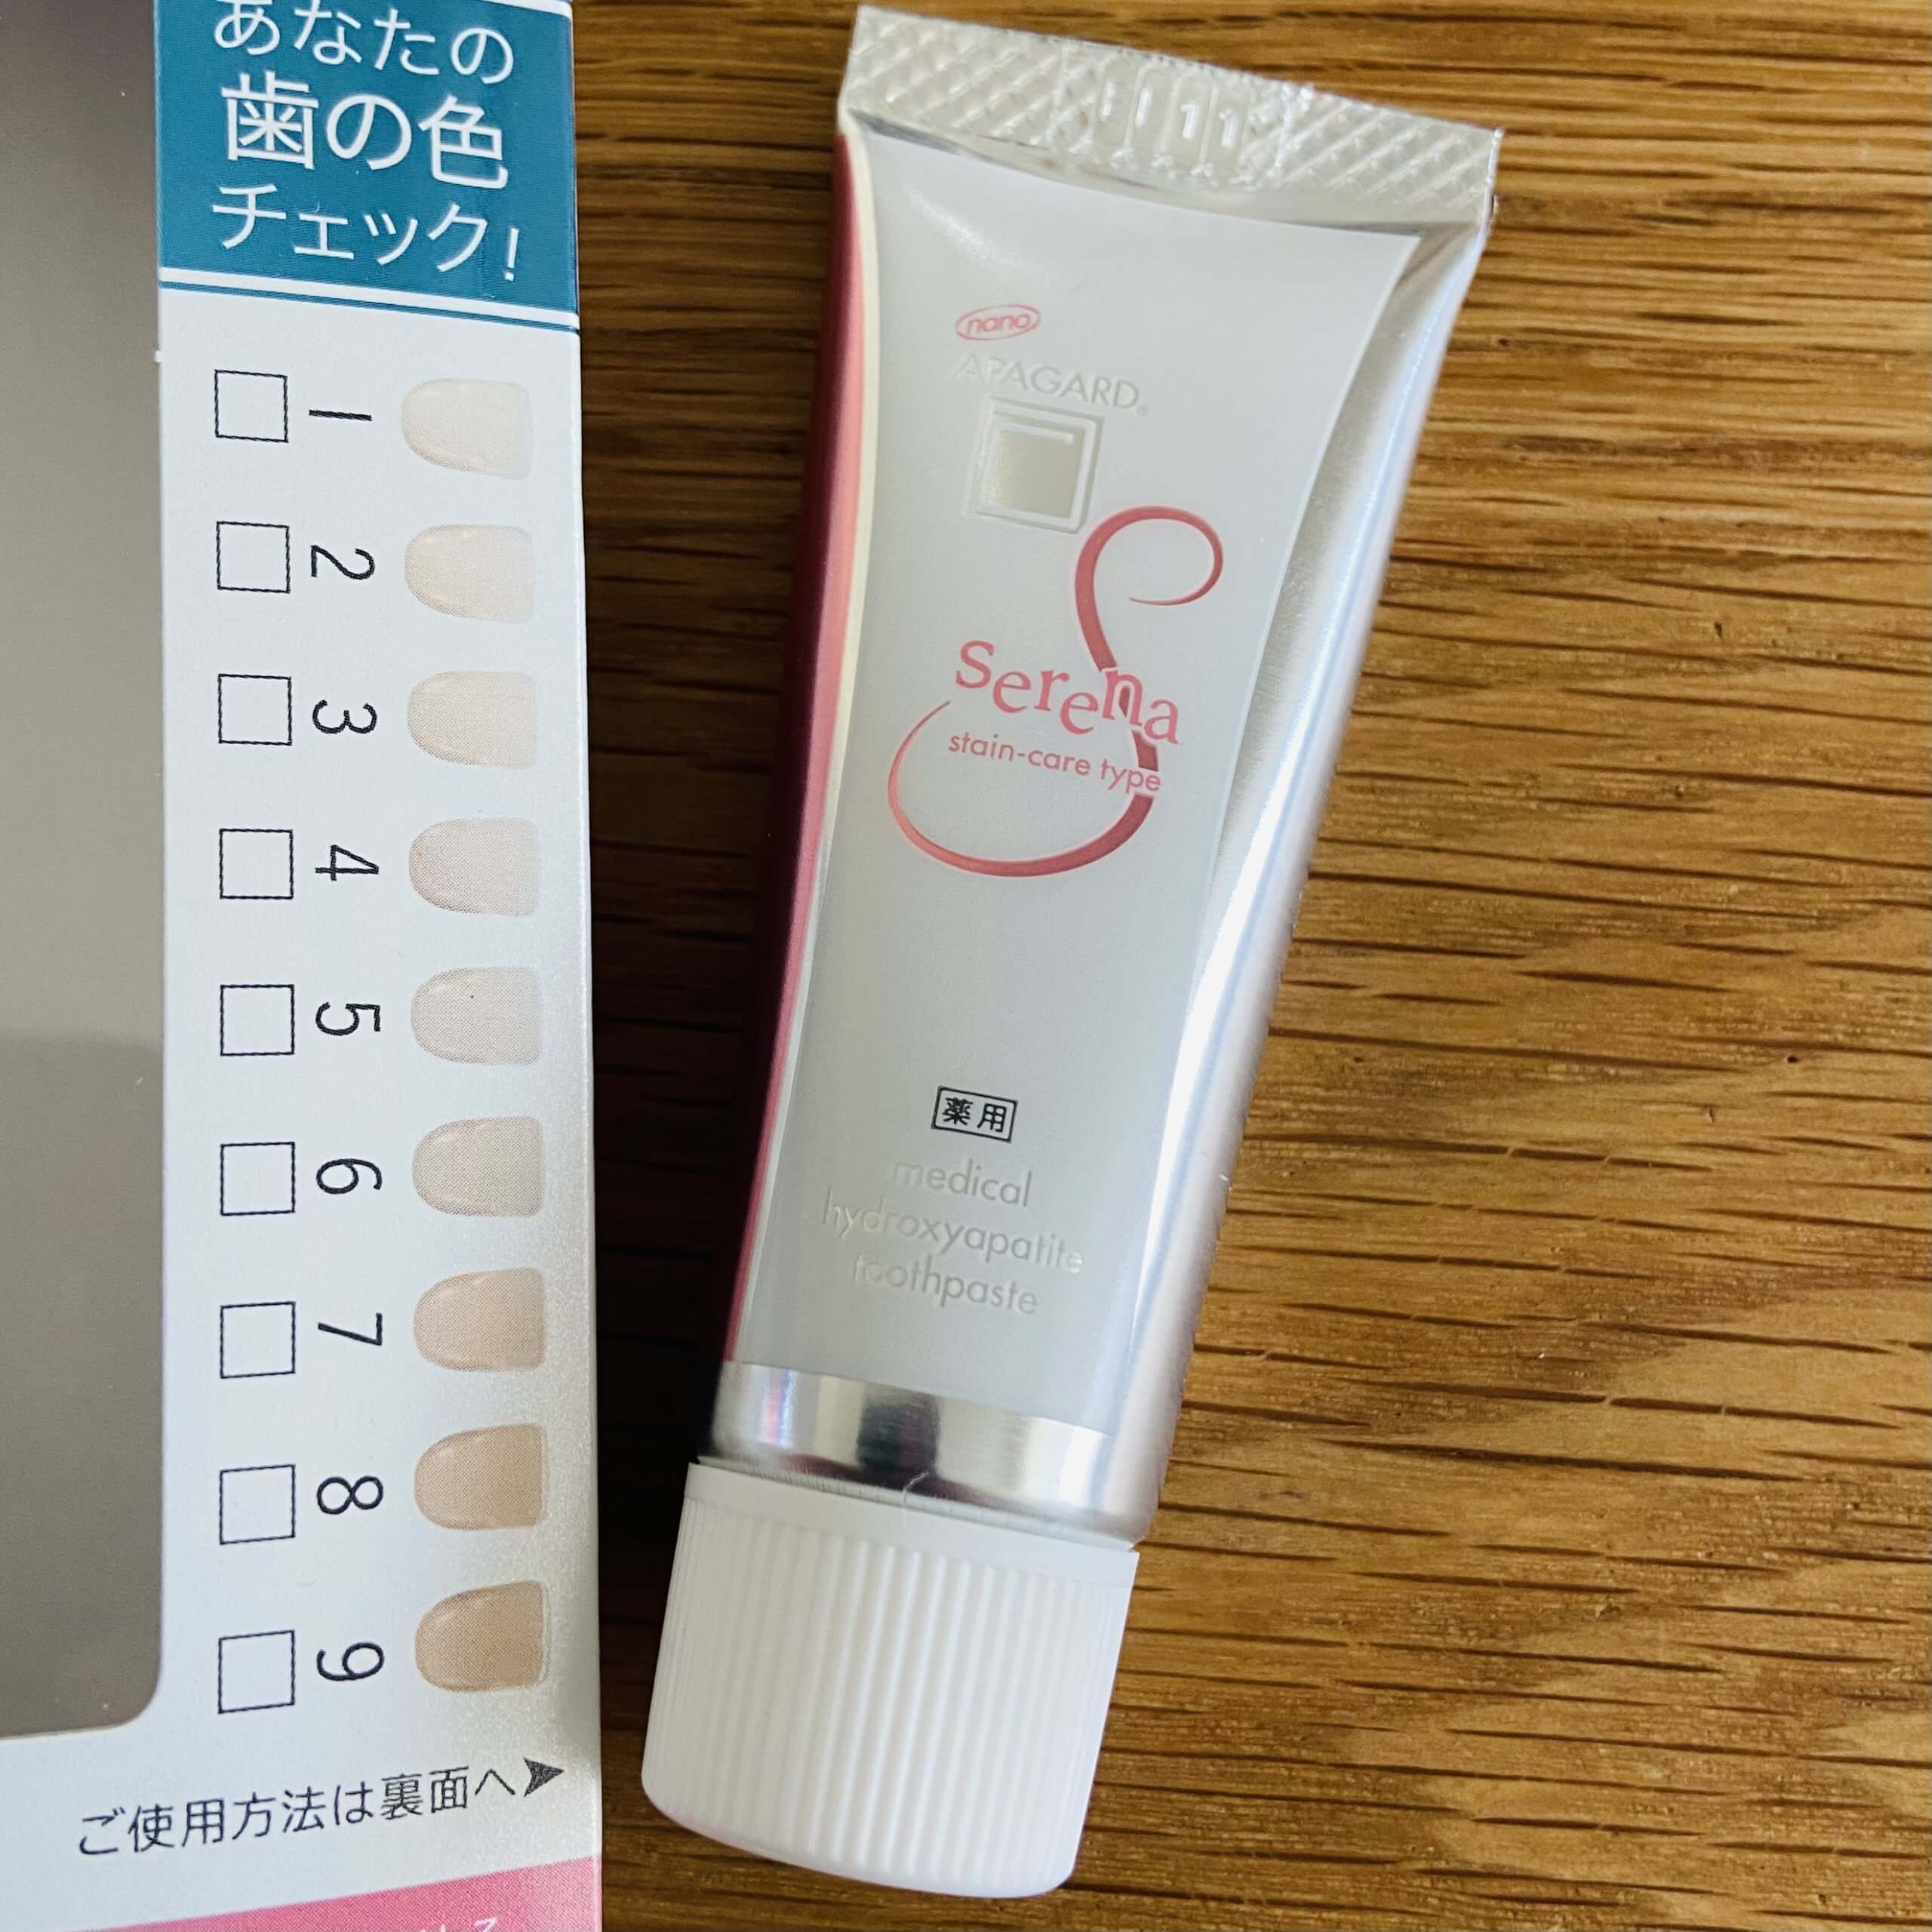 あなたの
歯の色
チェック!
1
2
3
4
5
6
7
8
9
ご使用方法は裏面へ➤
nano
APAGARD®
Serena
stain-care type
薬用
medical
hydroxyapatite
toothpaste